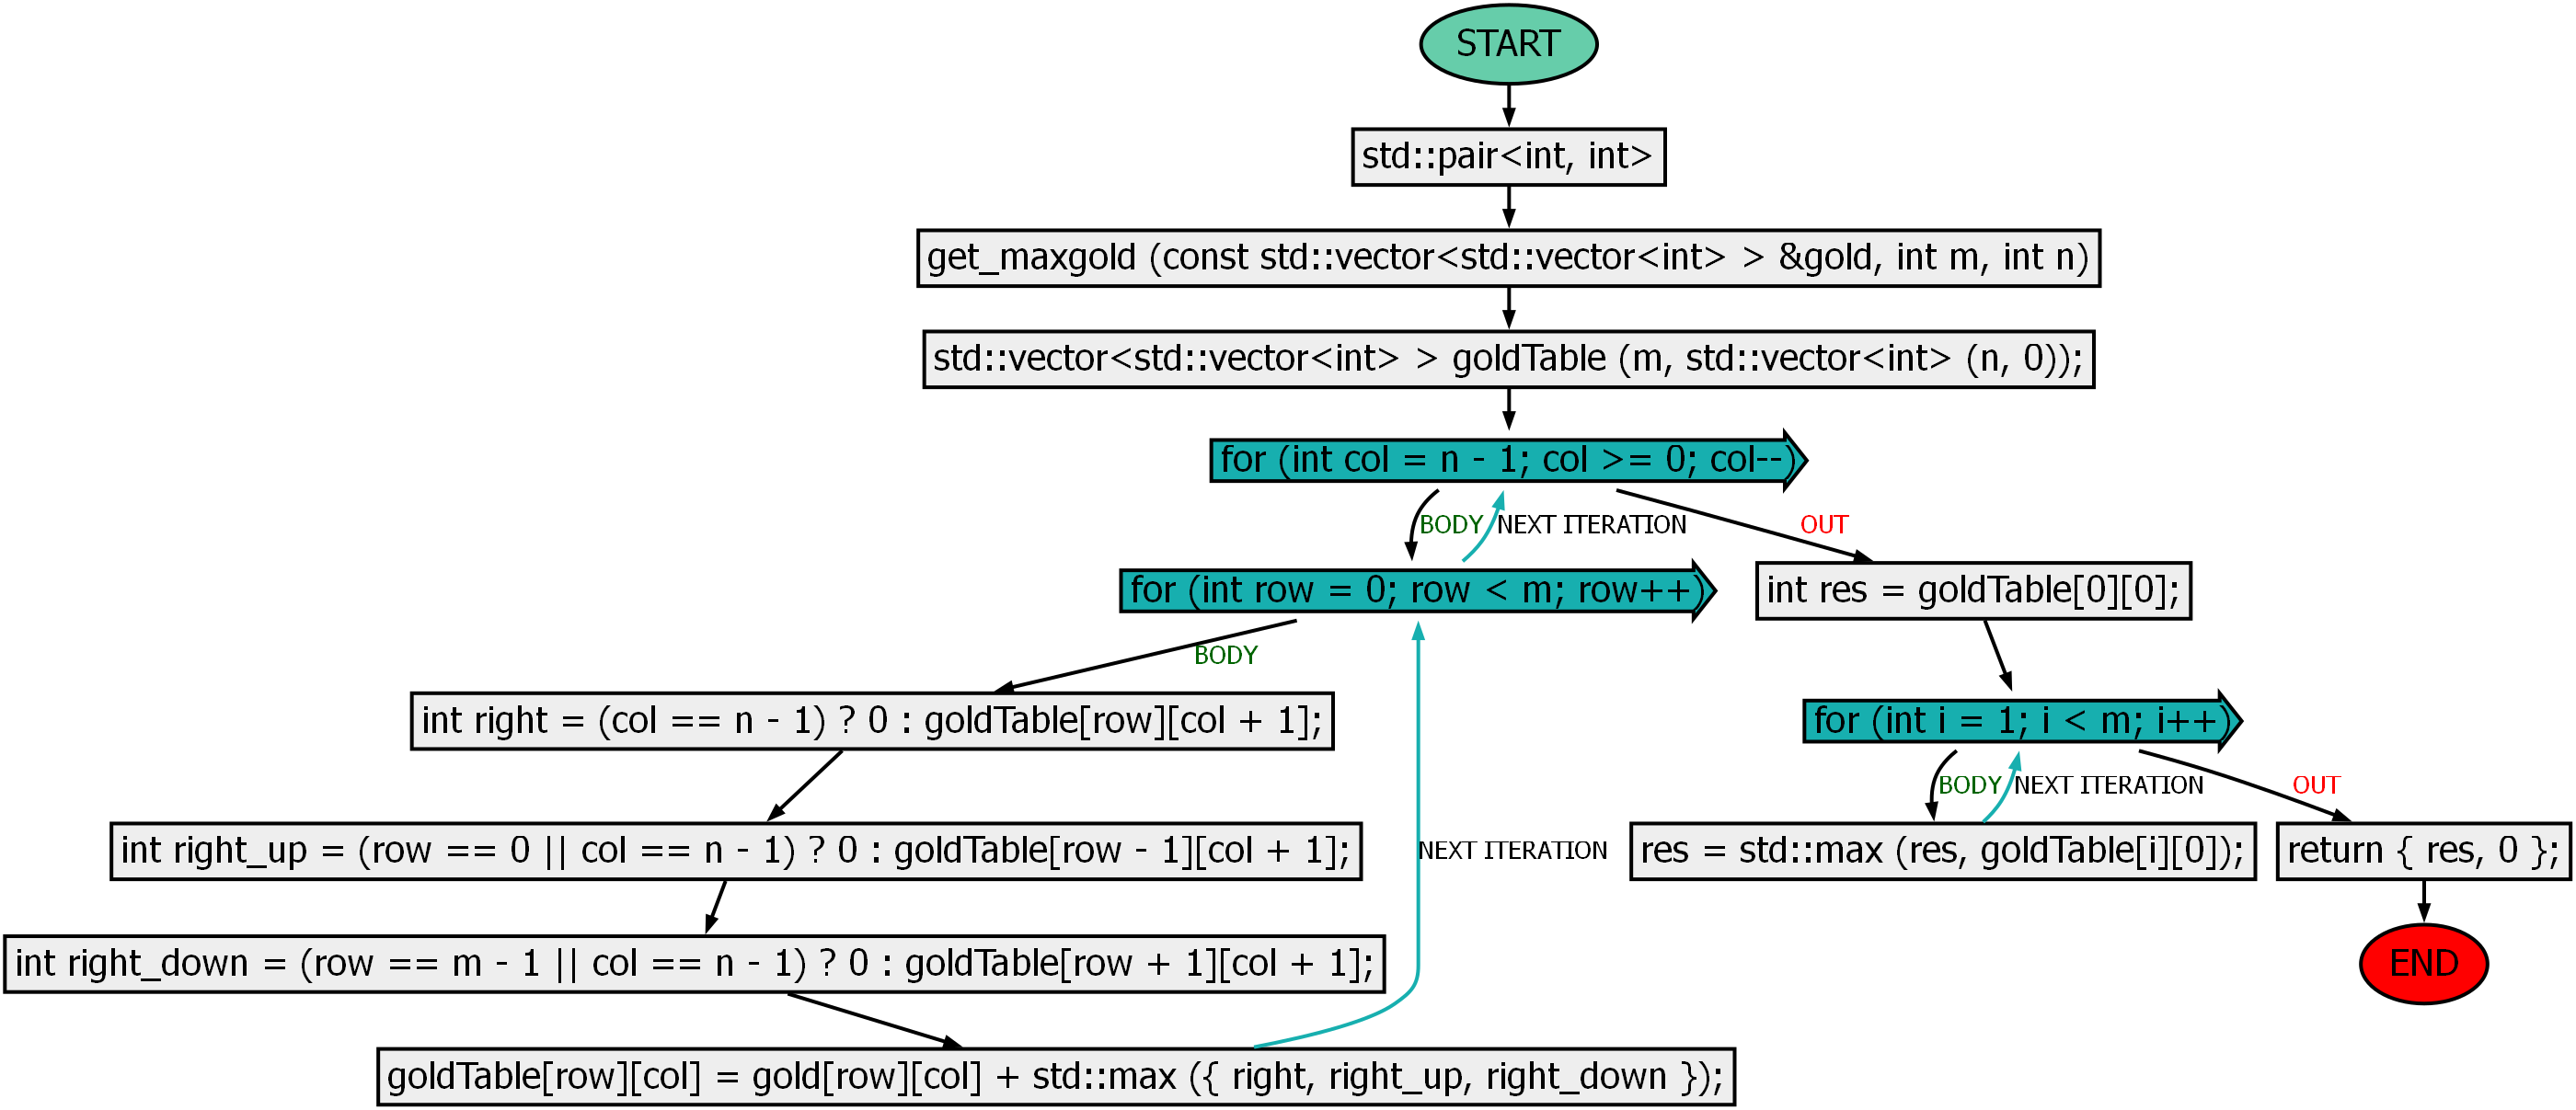 START
std::pair<int, int>
get_maxgold (const std::vector<std::vector<int> > &gold, int m, int n)
std::vector<std::vector<int> > goldTable (m, std::vector<int> (n, 0));
for (int col = n - 1; col >= 0; col--)
BODY
NEXT ITERATION
OUT
for (int row = 0; row < m; row++)
int res = goldTable[0][0];
BODY
int right = (col == n - 1) ? 0 : goldTable[row][col + 1];
for (int i = 1; i < m; i++)
BODY
NEXT ITERATION
OUT
int right_up = (row == 0 || col == n - 1) ? 0 : goldTable[row - 1][col + 1];
NEXT ITERATION
res = std::max (res, goldTable[i][0]);
return { res, 0 };
int right_down = (row == m - 1 || col == n - 1) ? 0 : goldTable[row + 1][col + 1];
END
goldTable[row][col] = gold[row][col] + std::max ({ right, right_up, right_down });